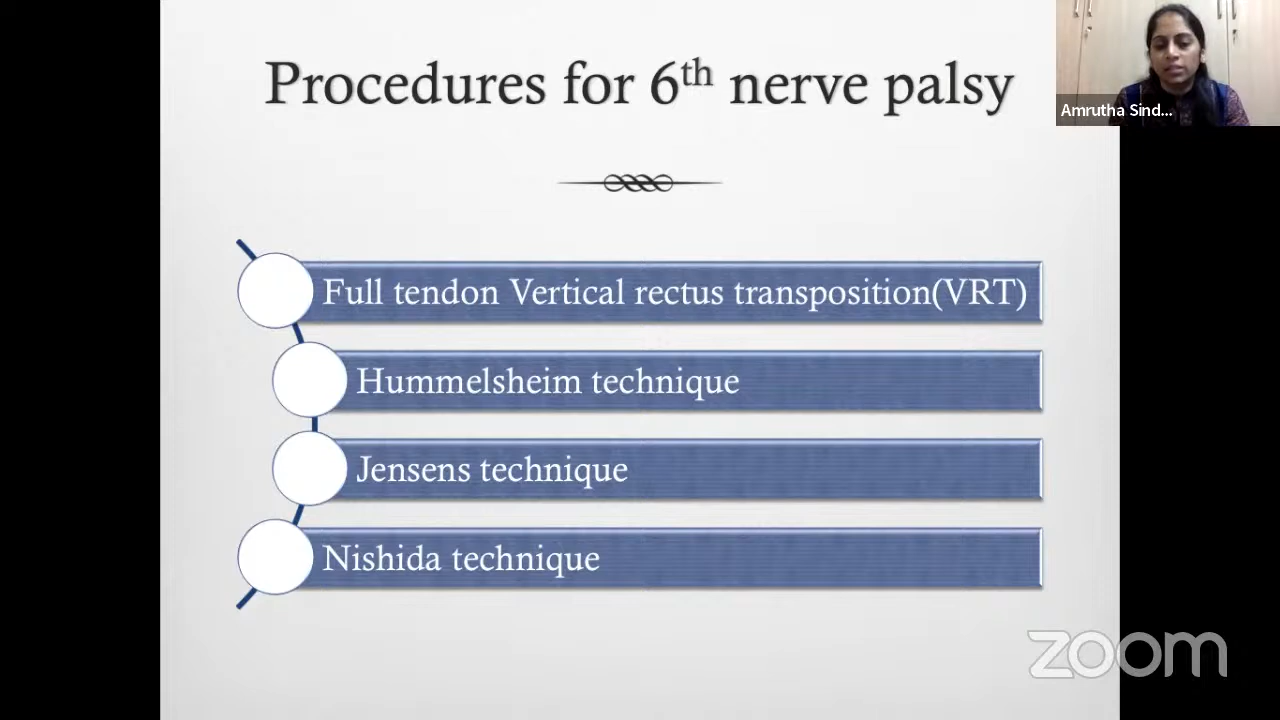 Procedures for 6th nerve palsy
Amrutha Sind...
Full tendon Vertical rectus transposition(VRT)
Hummelsheim technique
Jensens technique
Nishida technique
zoom